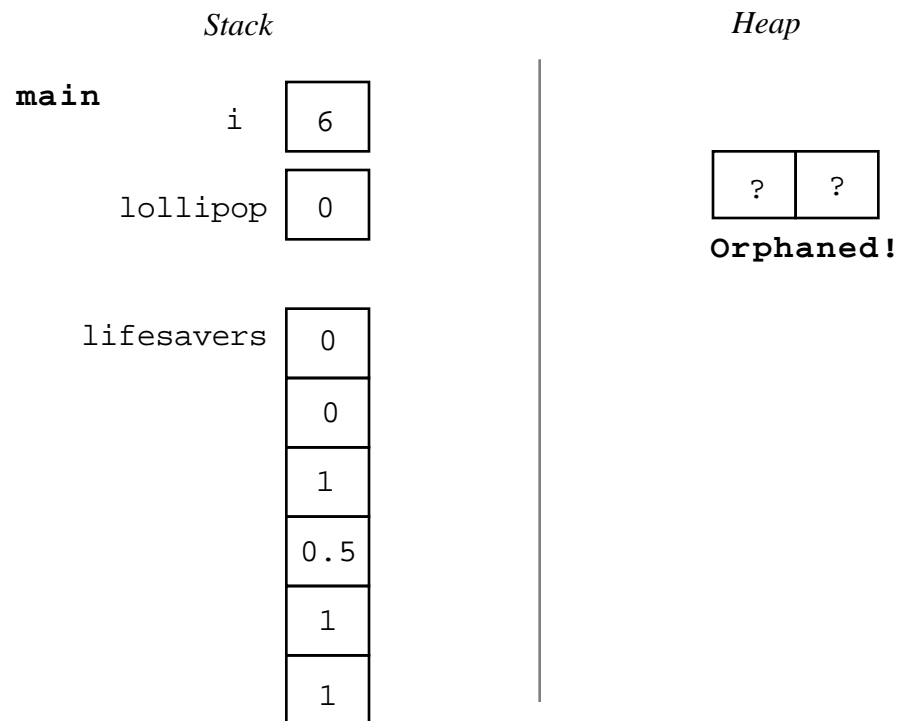 Stack
Heap
main
i 6
? ?
lollipop 0
Orphaned!
lifesavers 0
0
1
0.5
1
1